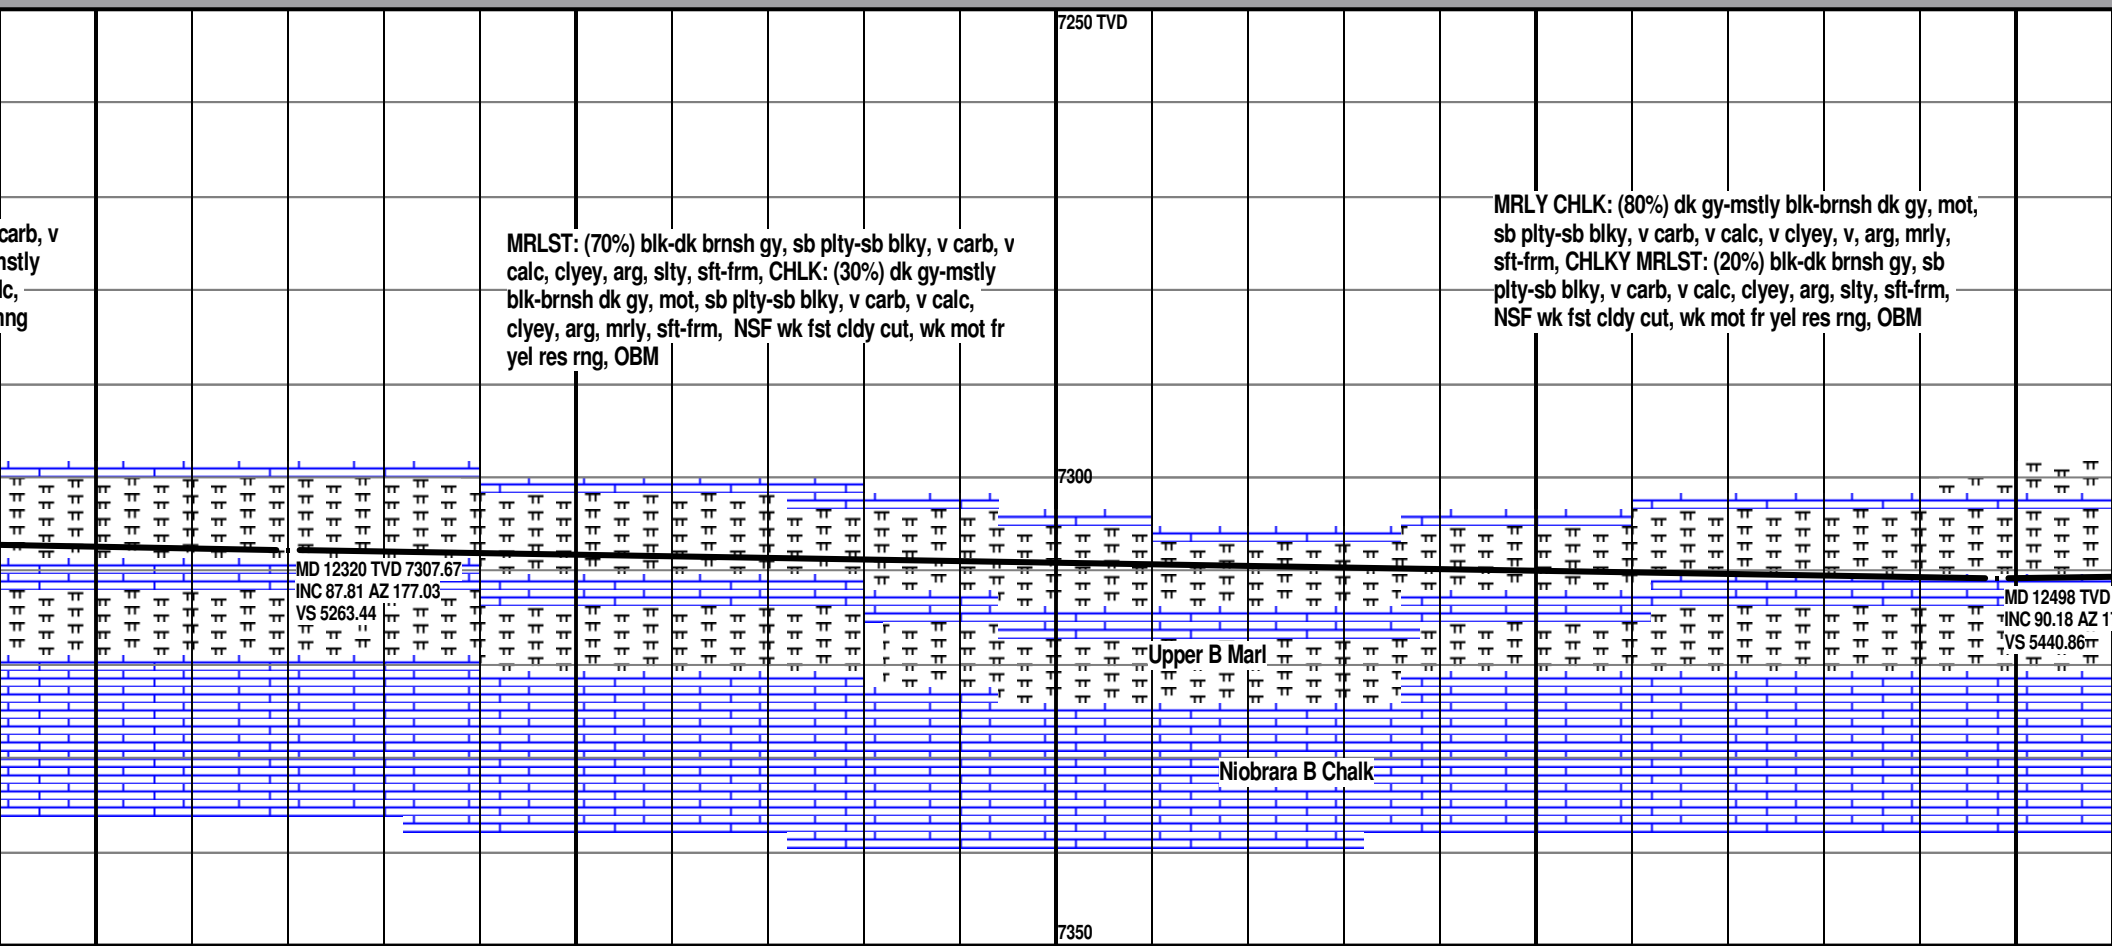 7250 TVD
carb, v
MRLST: (70%) blk-dk brnsh gy, sb plty-sb blky, v carb, v
calc, clyey, arg, slty, sft-frm, CHLK: (30%) dk gy-mstly
blk-brnsh dk gy, mot, sb plty-sb blky, v carb, v calc,
clyey, arg, mrly, sft-frm, NSF wk fst cldy cut, wk mot fr
yel res rng, OBM
MRLY CHLK: (80%) dk gy-mstly blk-brnsh dk gy, mot,
sb plty-sb blky, v carb, v calc, v clyey, v, arg, mrly,
sft-frm, CHLKY MRLST: (20%) blk-dk brnsh gy, sb
plty-sb blky, v carb, v calc, clyey, arg, slty, sft-frm,
NSF wk fst cldy cut, wk mot fr yel res rng, OBM
7300
MD 12320 TVD 7307.67
INC 87.81 AZ 177.03
VS 5263.44
MD 12498 TVD
INC 90.18 AZ
VS 5440.86
Upper B Marl
Niobrara B Chalk
7350